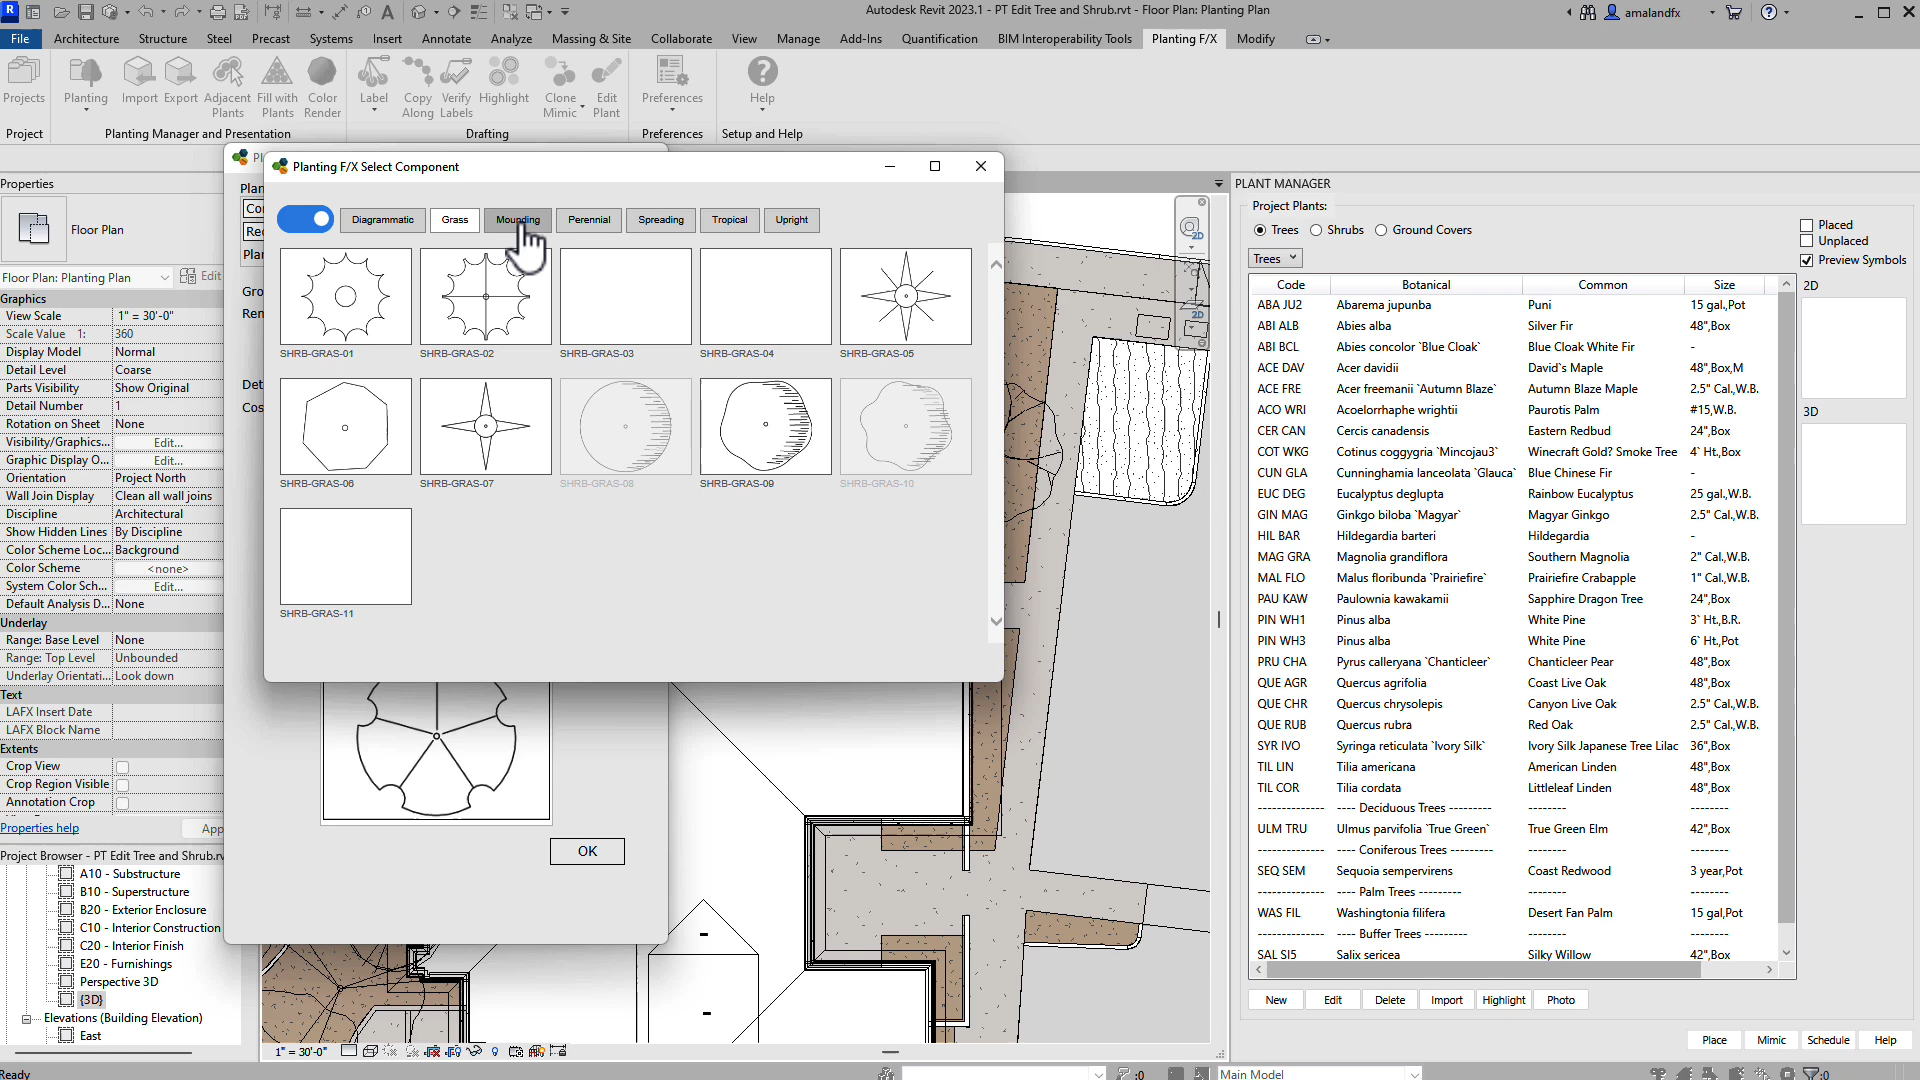 Autodesk Revit 2023.1 - PT Edit Tree and Shrub.rvt - Floor Plan: Planting Plan
amalandfx
File
Architecture
Structure
Steel
Precast
Systems
Insert
Annotate
Analyze
Massing & Site
Collaborate
View
Manage
Add-Ins
Quantification
BIM Interoperability Tools
Planting F/X
Modify
Projects
Planting
Import
Export
Adjacent Plants
Fill with Plants
Color Render
Label
Copy Along
Verify Labels
Highlight
Clone Mimic
Edit Plant
Preferences
Help
Project
Planting Manager and Presentation
Drafting
Preferences
Setup and Help
Properties
Floor Plan
Floor Plan: Planting Plan
Edit
Graphics
View Scale 1" = 30'-0"
Scale Value 1: 360
Display Model Normal
Detail Level Coarse
Parts Visibility Show Original
Detail Number 1
Rotation on Sheet None
Visibility/Graphics... Edit...
Graphic Display O... Edit...
Orientation Project North
Wall Join Display Clean all wall joins
Discipline Architectural
Show Hidden Lines By Discipline
Color Scheme Loc... Background
Color Scheme <none>
System Color Sch... Edit...
Default Analysis D... None
Underlay
Range: Base Level None
Range: Top Level Unbounded
Underlay Orientati... Look down
Text
LAFX Insert Date
LAFX Block Name
Extents
Crop View
Crop Region Visible
Annotation Crop
Properties help
App
Project Browser - PT Edit Tree and Shrub.rv
A10 - Substructure
B10 - Superstructure
B20 - Exterior Enclosure
C10 - Interior Construction
C20 - Interior Finish
E20 - Furnishings
Perspective 3D
{3D}
Elevations (Building Elevation)
East
Ready
Planting F/X Select Component
Diagrammatic
Grass
Mounding
Perennial
Spreading
Tropical
Upright
SHRB-GRAS-01
SHRB-GRAS-02
SHRB-GRAS-03
SHRB-GRAS-04
SHRB-GRAS-05
SHRB-GRAS-06
SHRB-GRAS-07
SHRB-GRAS-08
SHRB-GRAS-09
SHRB-GRAS-10
SHRB-GRAS-11
OK
2D
2D
1" = 30'-0"
:0
Main Model
:0
PLANT MANAGER
Project Plants:
Trees
Shrubs
Ground Covers
Placed
Unplaced
Preview Symbols
Trees
2D
3D
Code Botanical Common Size
ABA JU2 Abarema jupunba Puni 15 gal.,Pot
ABI ALB Abies alba Silver Fir 48",Box
ABI BCL Abies concolor `Blue Cloak` Blue Cloak White Fir -
ACE DAV Acer davidii David`s Maple 48",Box,M
ACE FRE Acer freemanii `Autumn Blaze` Autumn Blaze Maple 2.5" Cal.,W.B.
ACO WRI Acoelorrhaphe wrightii Paurotis Palm #15,W.B.
CER CAN Cercis canadensis Eastern Redbud 24",Box
COT WKG Cotinus coggygria `Mincojau3` Winecraft Gold? Smoke Tree 4` Ht.,Box
CUN GLA Cunninghamia lanceolata `Glauca` Blue Chinese Fir -
EUC DEG Eucalyptus deglupta Rainbow Eucalyptus 25 gal.,W.B.
GIN MAG Ginkgo biloba `Magyar` Magyar Ginkgo 2.5" Cal.,W.B.
HIL BAR Hildegardia barteri Hildegardia -
MAG GRA Magnolia grandiflora Southern Magnolia 2" Cal.,W.B.
MAL FLO Malus floribunda `Prairiefire` Prairiefire Crabapple 1" Cal.,W.B.
PAU KAW Paulownia kawakamii Sapphire Dragon Tree 24",Box
PIN WH1 Pinus alba White Pine 3` Ht.,B.R.
PIN WH3 Pinus alba White Pine 6` Ht.,Pot
PRU CHA Pyrus calleryana `Chanticleer` Chanticleer Pear 48",Box
QUE AGR Quercus agrifolia Coast Live Oak 48",Box
QUE CHR Quercus chrysolepis Canyon Live Oak 2.5" Cal.,W.B.
QUE RUB Quercus rubra Red Oak 2.5" Cal.,W.B.
SYR IVO Syringa reticulata `Ivory Silk` Ivory Silk Japanese Tree Lilac 36",Box
TIL LIN Tilia americana American Linden 48",Box
TIL COR Tilia cordata Littleleaf Linden 48",Box
-------------- ---- Deciduous Trees --------- -------- --------
ULM TRU Ulmus parvifolia `True Green` True Green Elm 42",Box
-------------- ---- Coniferous Trees --------- -------- --------
SEQ SEM Sequoia sempervirens Coast Redwood 3 year,Pot
-------------- ---- Palm Trees --------- -------- --------
WAS FIL Washingtonia filifera Desert Fan Palm 15 gal,Pot
-------------- ---- Buffer Trees --------- -------- --------
SAL SI5 Salix sericea Silky Willow 42",Box
New
Edit
Delete
Import
Highlight
Photo
Place
Mimic
Schedule
Help